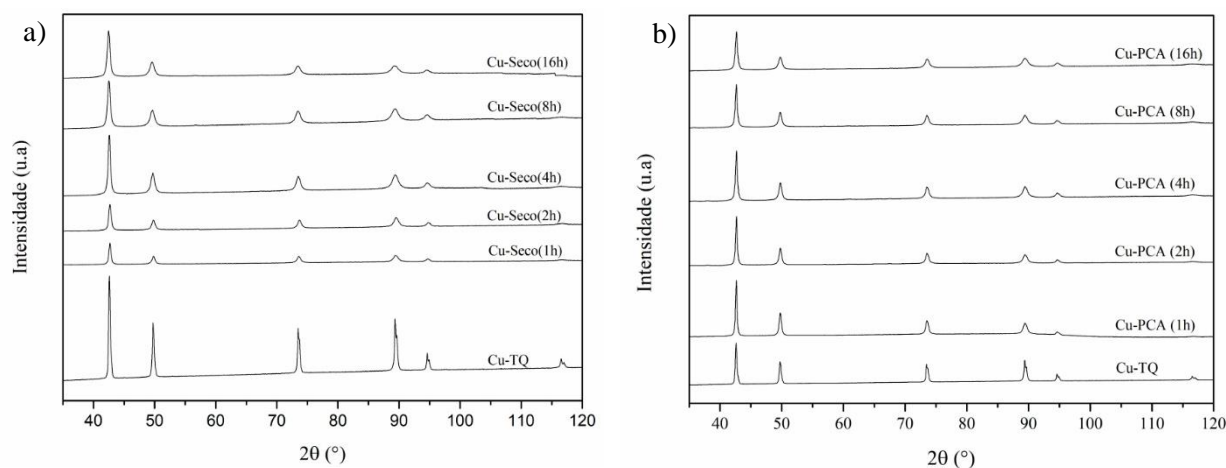 a)
Intensidade (u.a)
Cu-Seco(16h)
Cu-Seco(8h)
Cu-Seco(4h)
Cu-Seco(2h)
Cu-Seco(1h)
Cu-TQ
40 50 60 70 80 90 100 110 120
2θ (°)
b)
Intensidade (u.a)
Cu-PCA (16h)
Cu-PCA (8h)
Cu-PCA (4h)
Cu-PCA (2h)
Cu-PCA (1h)
Cu-TQ
40 50 60 70 80 90 100 110 120
2θ (°)